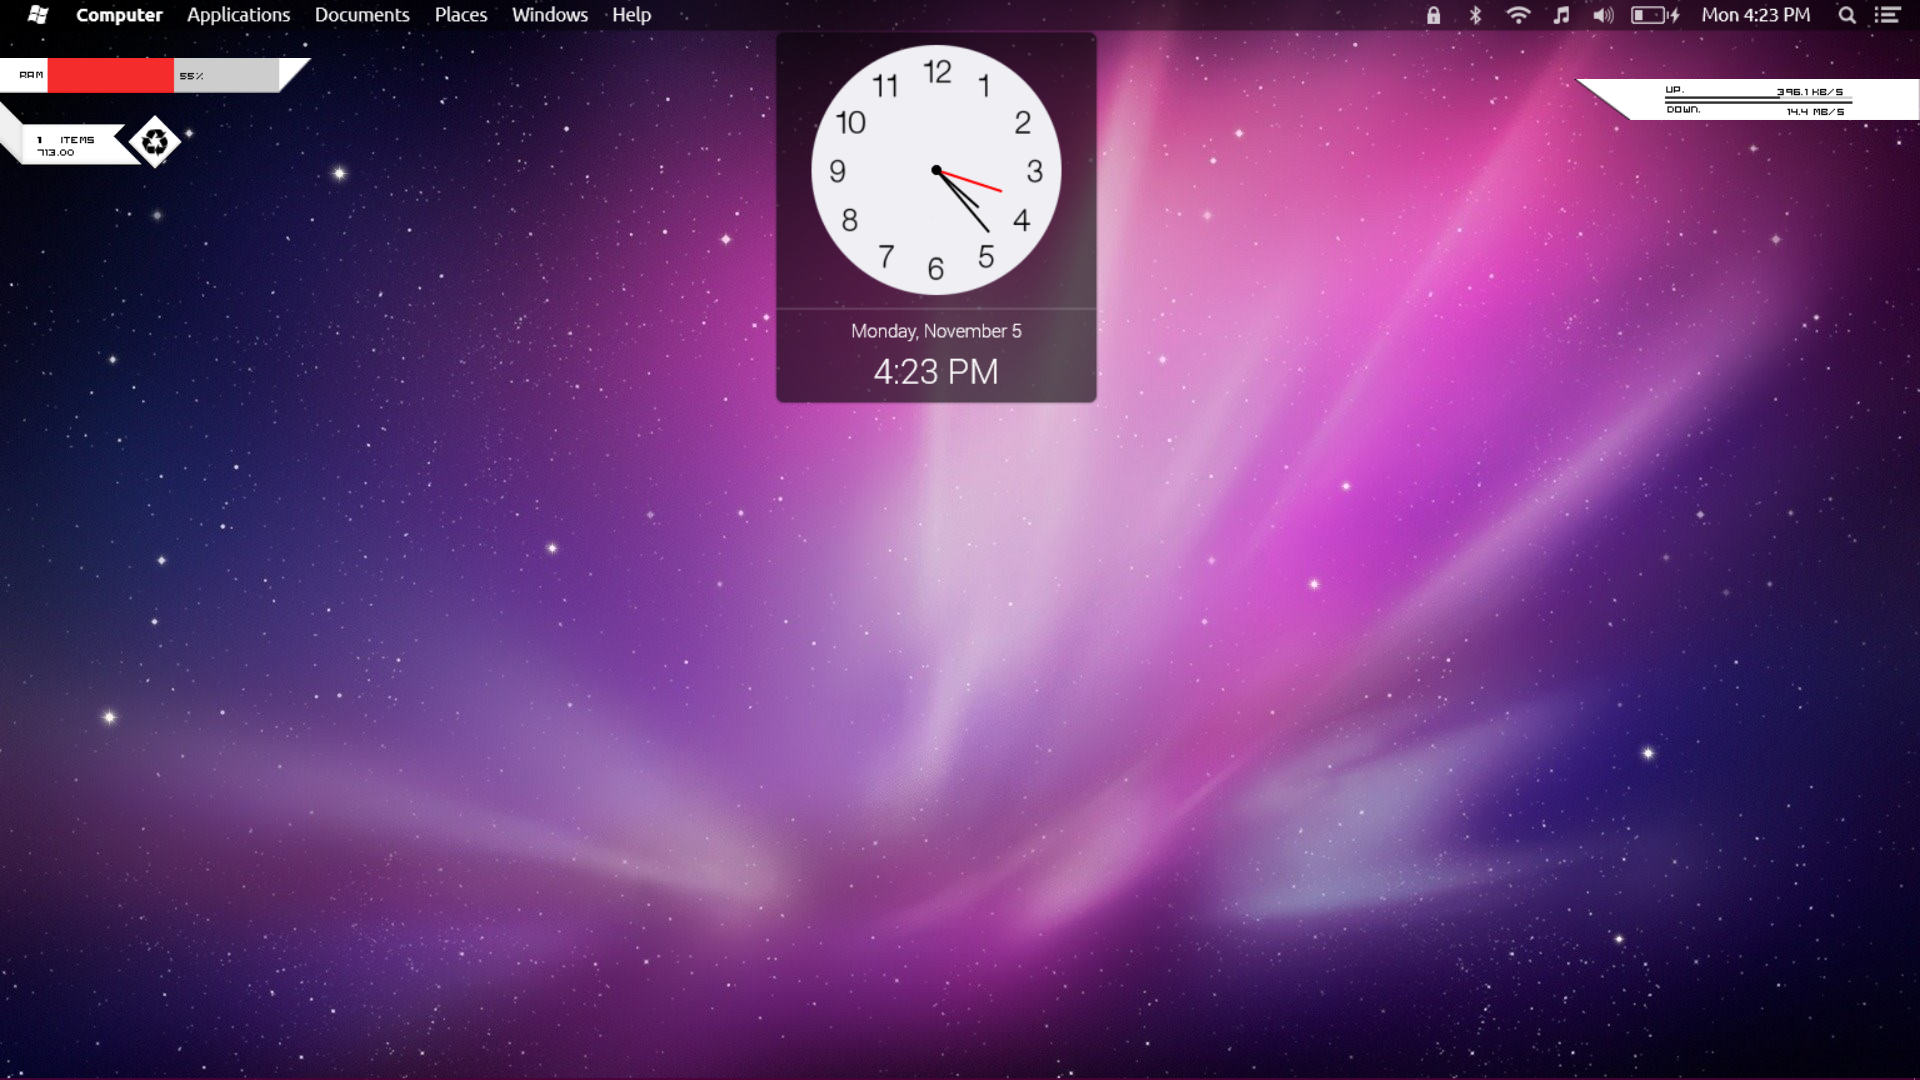 Computer Applications Documents Places Windows Help Mon 4:23 PM
RAM 55%
1 ITEMS
713.00
12
11 1
10 2
9 3
8 4
7 5
6
Monday, November 5
4:23 PM
UP. 396.1 KB/S
DOWN. 14.4 MB/S